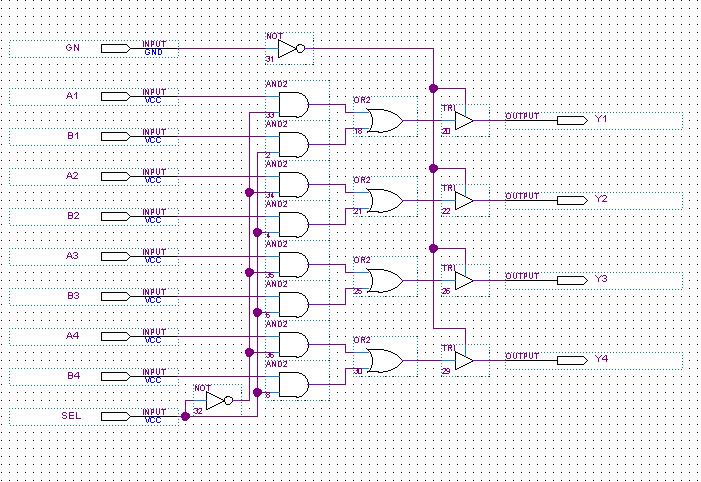 GN INPUT GND NOT 31
A1 INPUT VCC AND2 33
OR2 18 TRI 20 OUTPUT Y1
B1 INPUT VCC AND2 2
A2 INPUT VCC AND2 34
OR2 21 TRI 22 OUTPUT Y2
B2 INPUT VCC AND2 4
A3 INPUT VCC AND2 35
OR2 25 TRI 26 OUTPUT Y3
B3 INPUT VCC AND2 6
A4 INPUT VCC AND2 36
OR2 30 TRI 29 OUTPUT Y4
B4 INPUT VCC AND2 8
NOT 32
SEL INPUT VCC